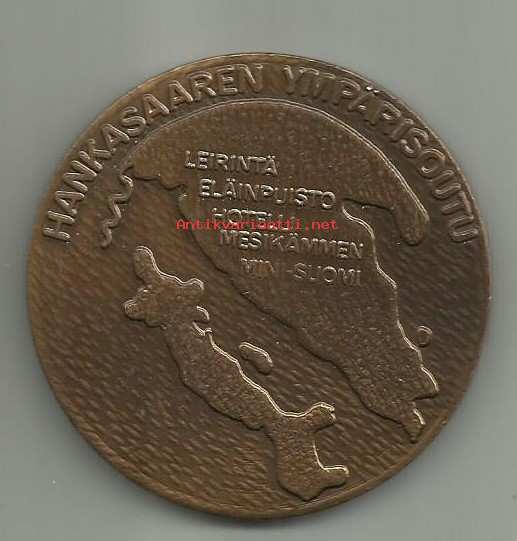 HANKASAAREN YMPÄRISOUTU
LEIRINTÄ
ELÄINPUISTO
HOTELLI
Antikvariaatti.net
MESIKÄMMEN
MINI-SUOMI